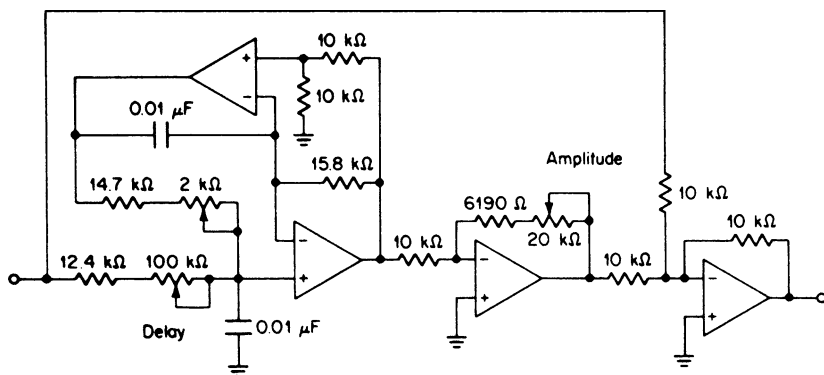 10 kΩ
+
−
10 kΩ
0.01 μF
15.8 kΩ
Amplitude
14.7 kΩ 2 kΩ
6190 Ω
20 kΩ
10 kΩ
10 kΩ
12.4 kΩ 100 kΩ
−
+
10 kΩ
−
+
10 kΩ
−
+
Delay
0.01 μF